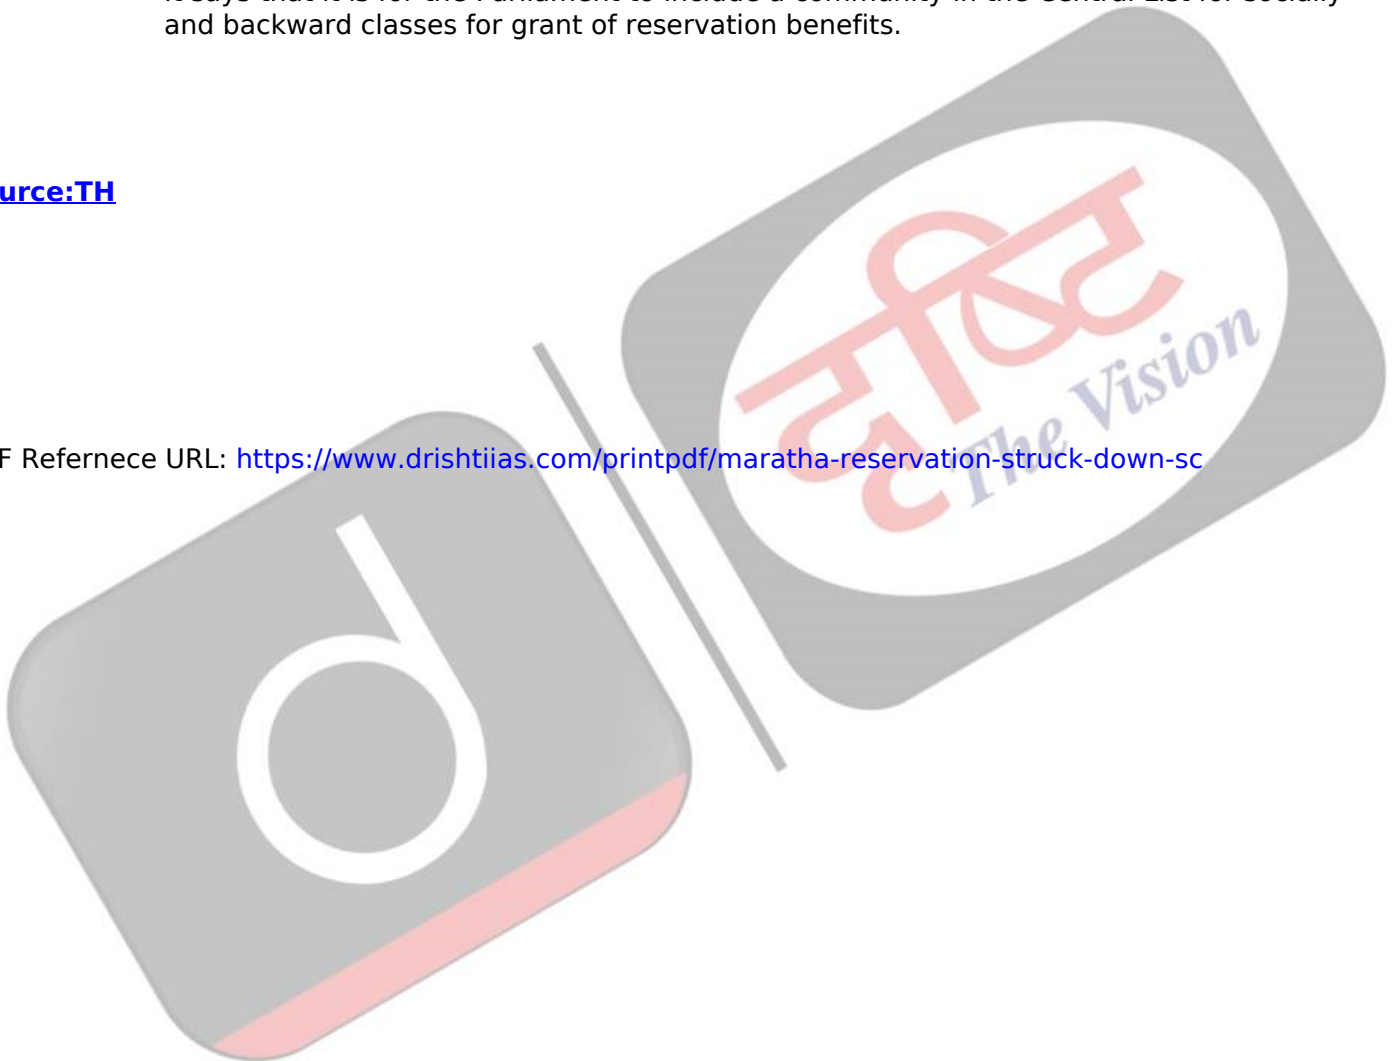 and backward classes for grant of reservation benefits.
urce:TH
F Refernece URL: https://www.drishtiias.com/printpdf/maratha-reservation-struck-down-sc
दृष्टि
The Vision
d